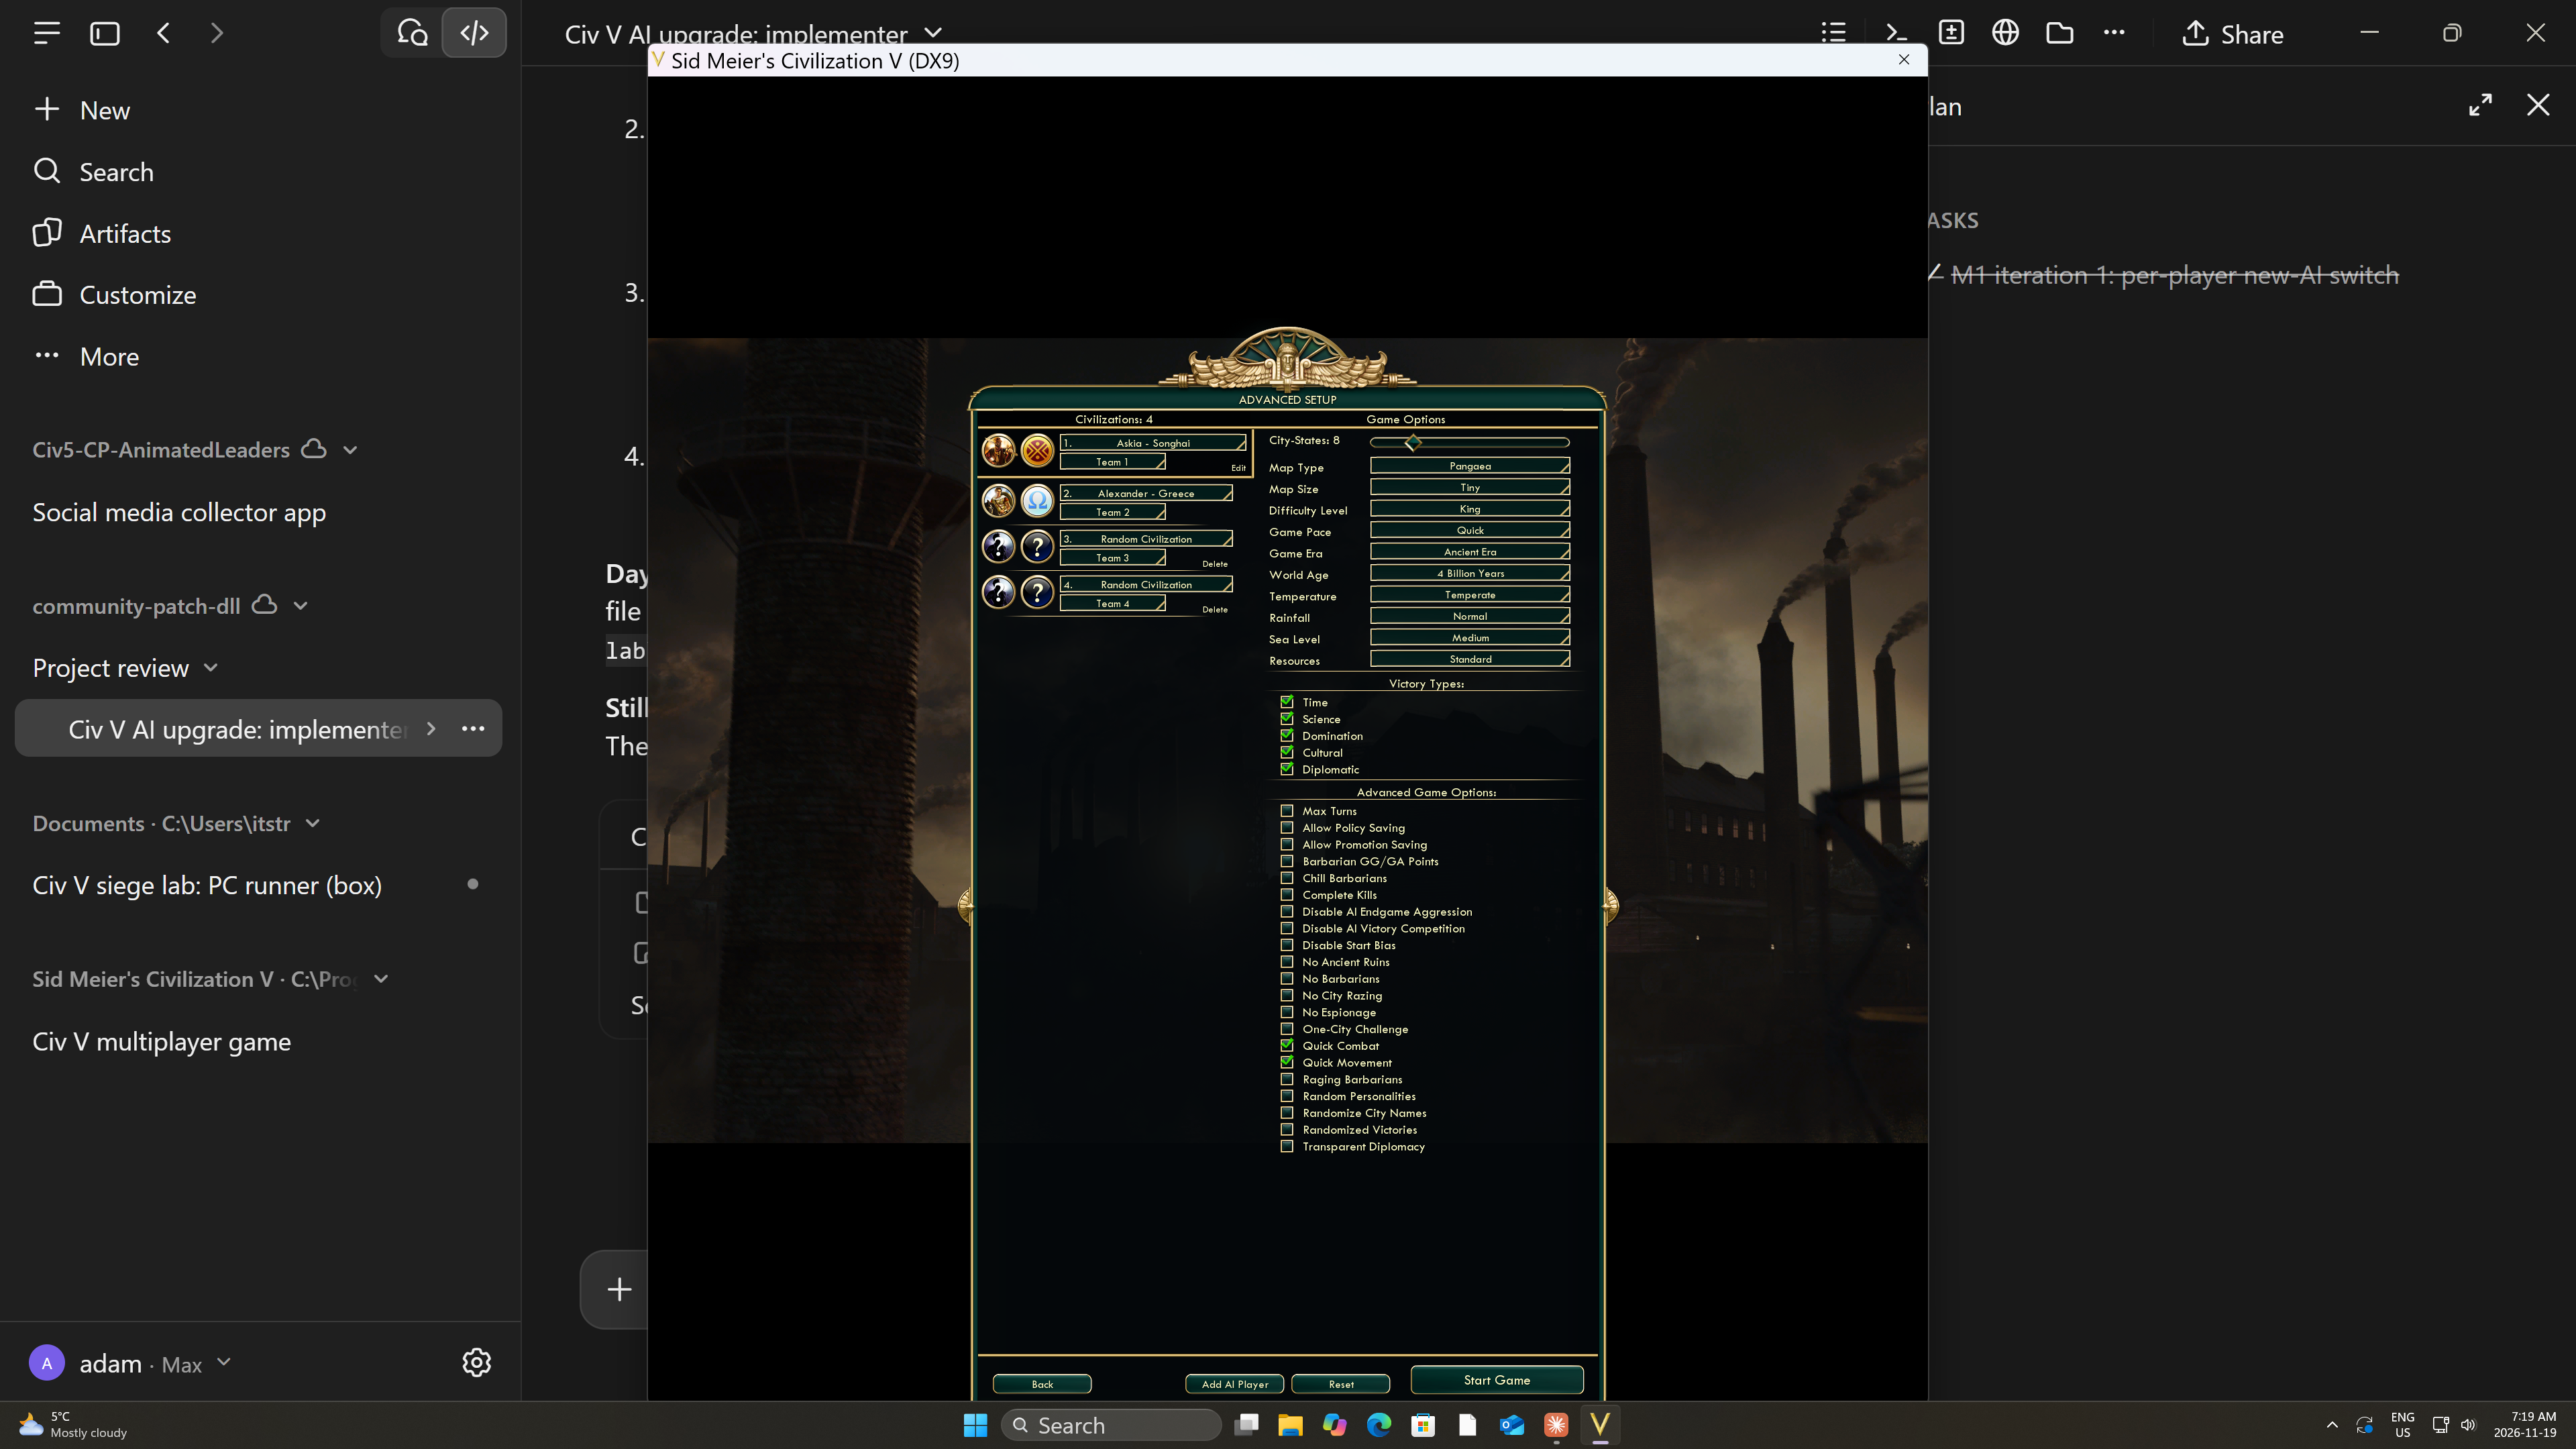 Civ V AI upgrade: implementer
Share
Sid Meier's Civilization V (DX9)
New
Search
Artifacts
Customize
More
Civ5-CP-AnimatedLeaders
Social media collector app
community-patch-dll
Project review
Civ V AI upgrade: implementer
Documents · C:\Users\itstr
Civ V siege lab: PC runner (box)
Sid Meier's Civilization V · C:\Prog
Civ V multiplayer game
adam · Max
A
2.
3.
4.
Day
file
lab
Still
The
lan
ASKS
M1 iteration 1: per-player new-AI switch
ADVANCED SETUP
Civilizations: 4
1. Askia - Songhai
Team 1
Edit
2. Alexander - Greece
Team 2
3. Random Civilization
Team 3
Delete
4. Random Civilization
Team 4
Delete
Game Options
City-States: 8
Map Type Pangaea
Map Size Tiny
Difficulty Level King
Game Pace Quick
Game Era Ancient Era
World Age 4 Billion Years
Temperature Temperate
Rainfall Normal
Sea Level Medium
Resources Standard
Victory Types:
Time
Science
Domination
Cultural
Diplomatic
Advanced Game Options:
Max Turns
Allow Policy Saving
Allow Promotion Saving
Barbarian GG/GA Points
Chill Barbarians
Complete Kills
Disable AI Endgame Aggression
Disable AI Victory Competition
Disable Start Bias
No Ancient Ruins
No Barbarians
No City Razing
No Espionage
One-City Challenge
Quick Combat
Quick Movement
Raging Barbarians
Random Personalities
Randomize City Names
Randomized Victories
Transparent Diplomacy
Back
Add AI Player
Reset
Start Game
5°C
Mostly cloudy
Search
ENG
US
7:19 AM
2026-11-19